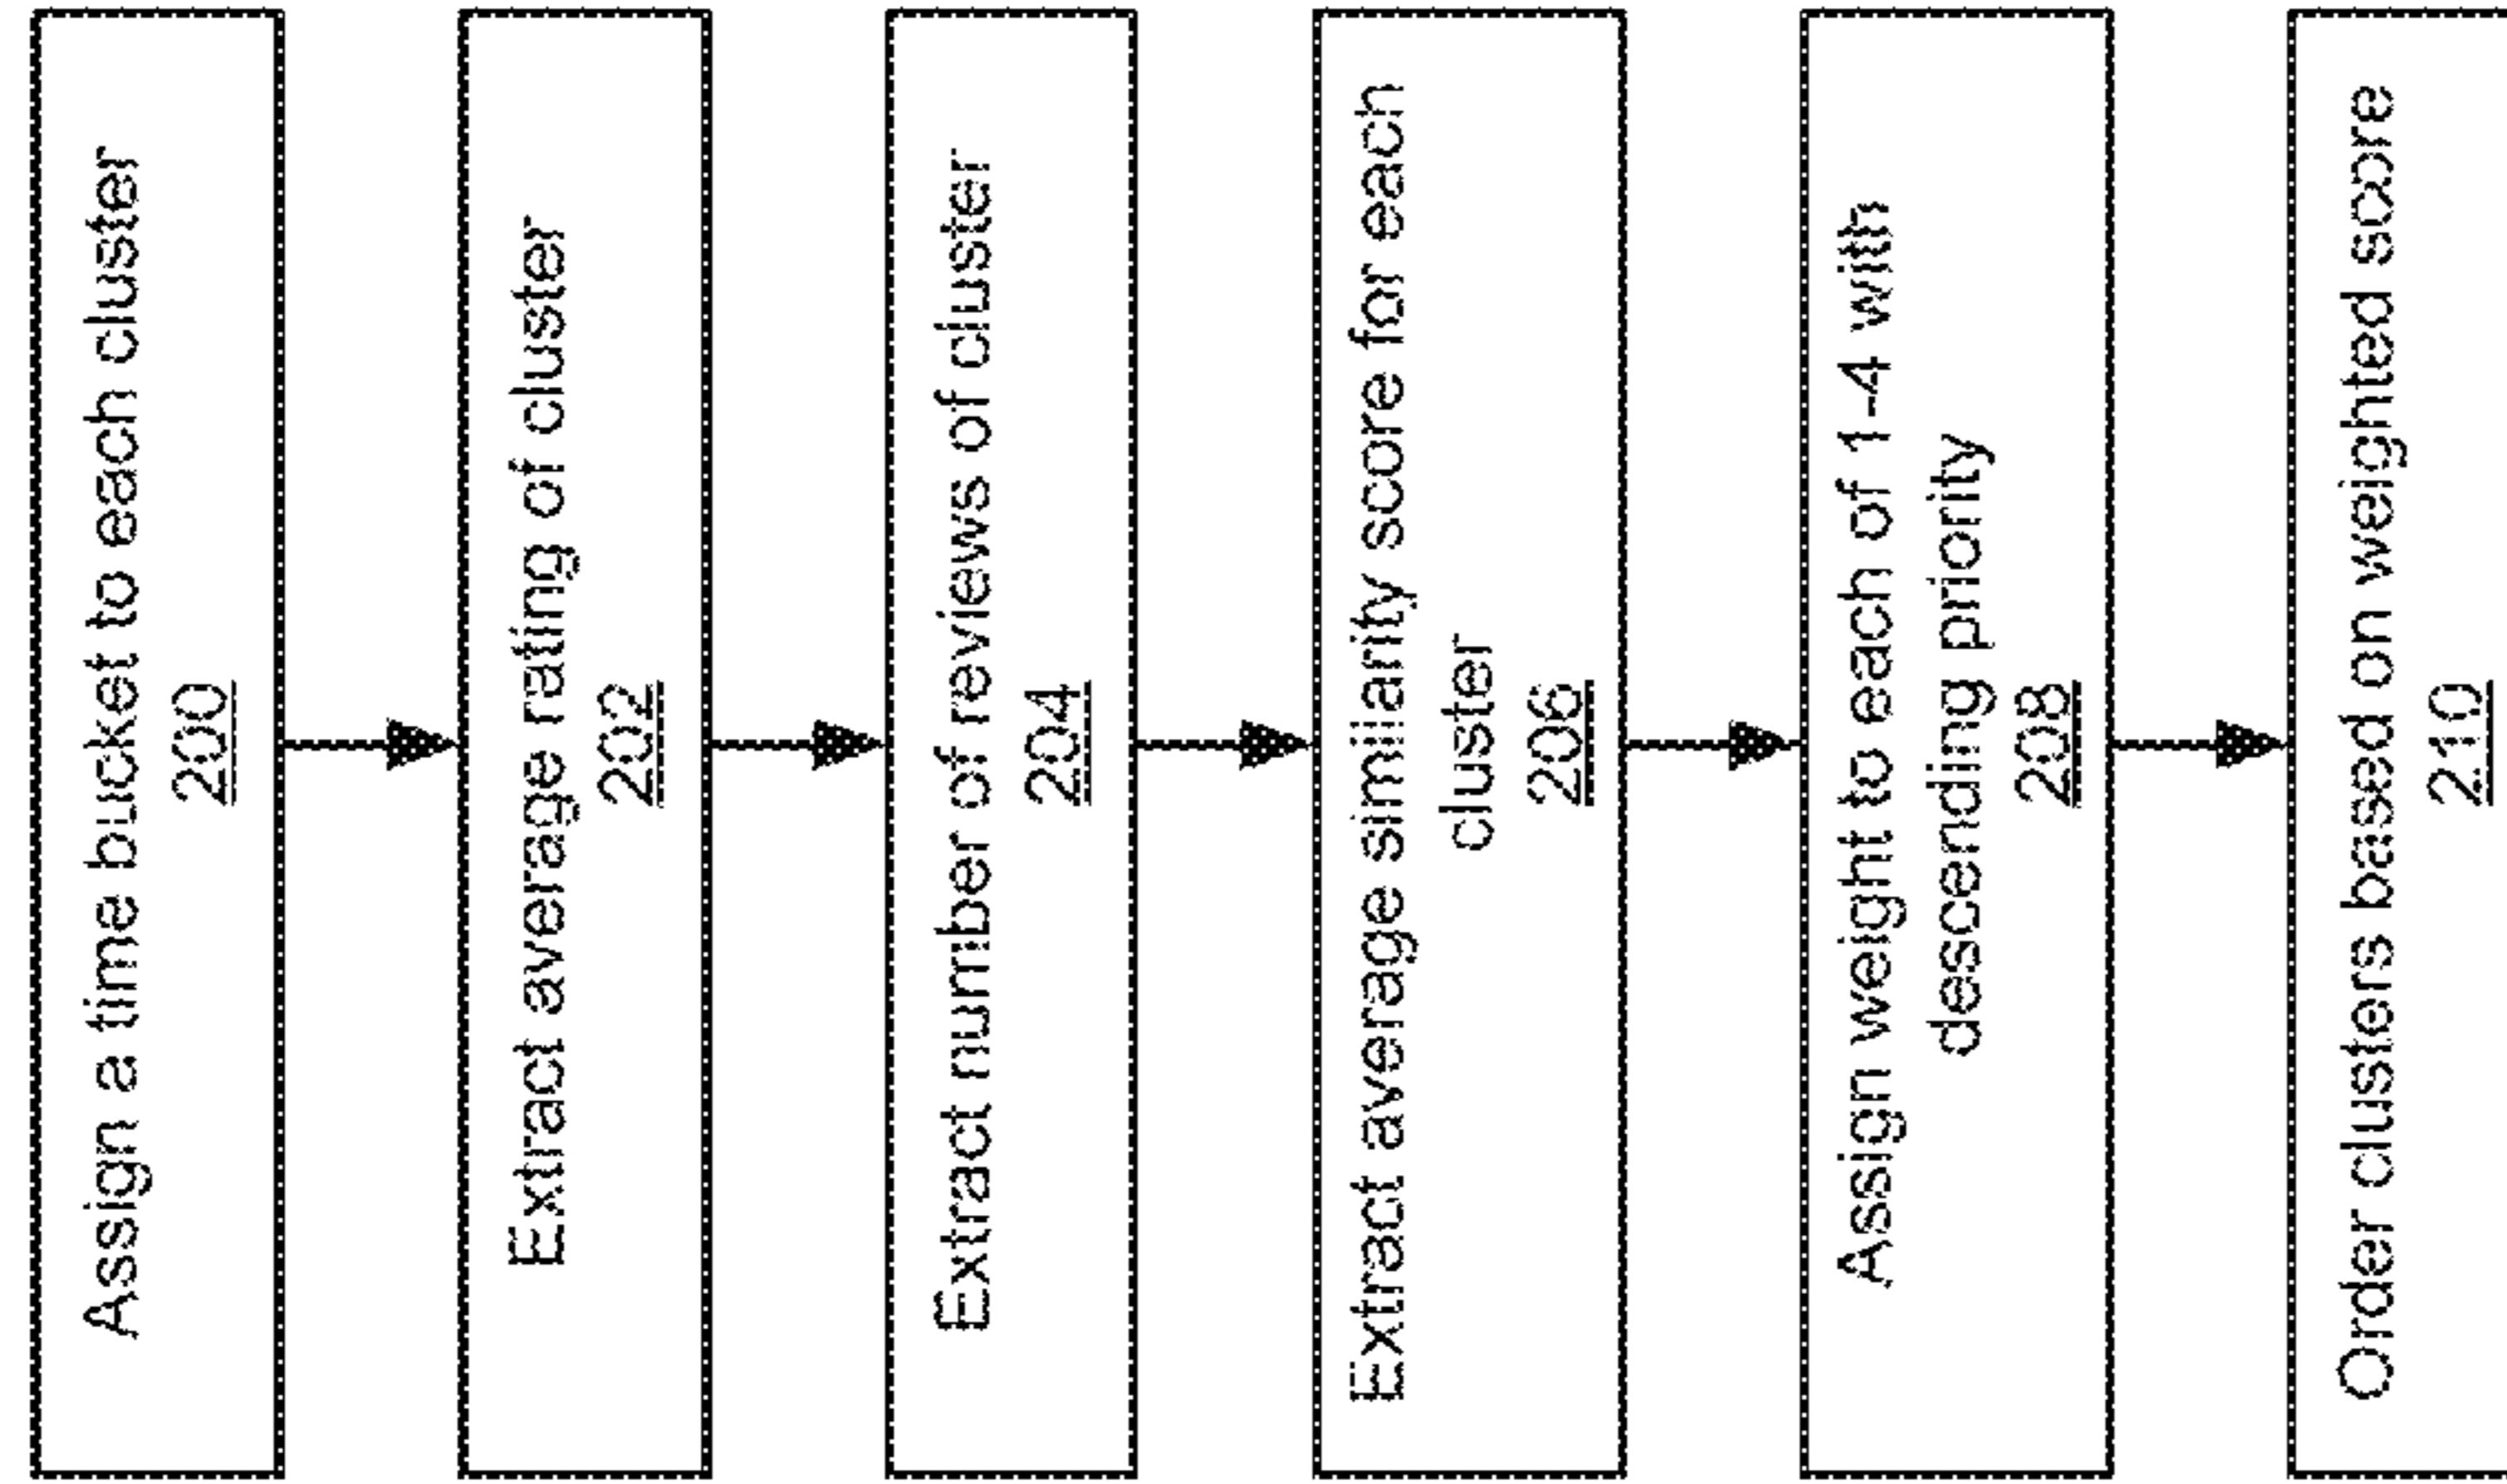 Assign a time bucket to each cluster
200
Extract average rating of cluster
202
Extract number of reviews of cluster
204
Extract average similarity score for each
cluster
206
Assign weight to each of 1-4 with
descending priority
208
Order clusters based on weighted score
210